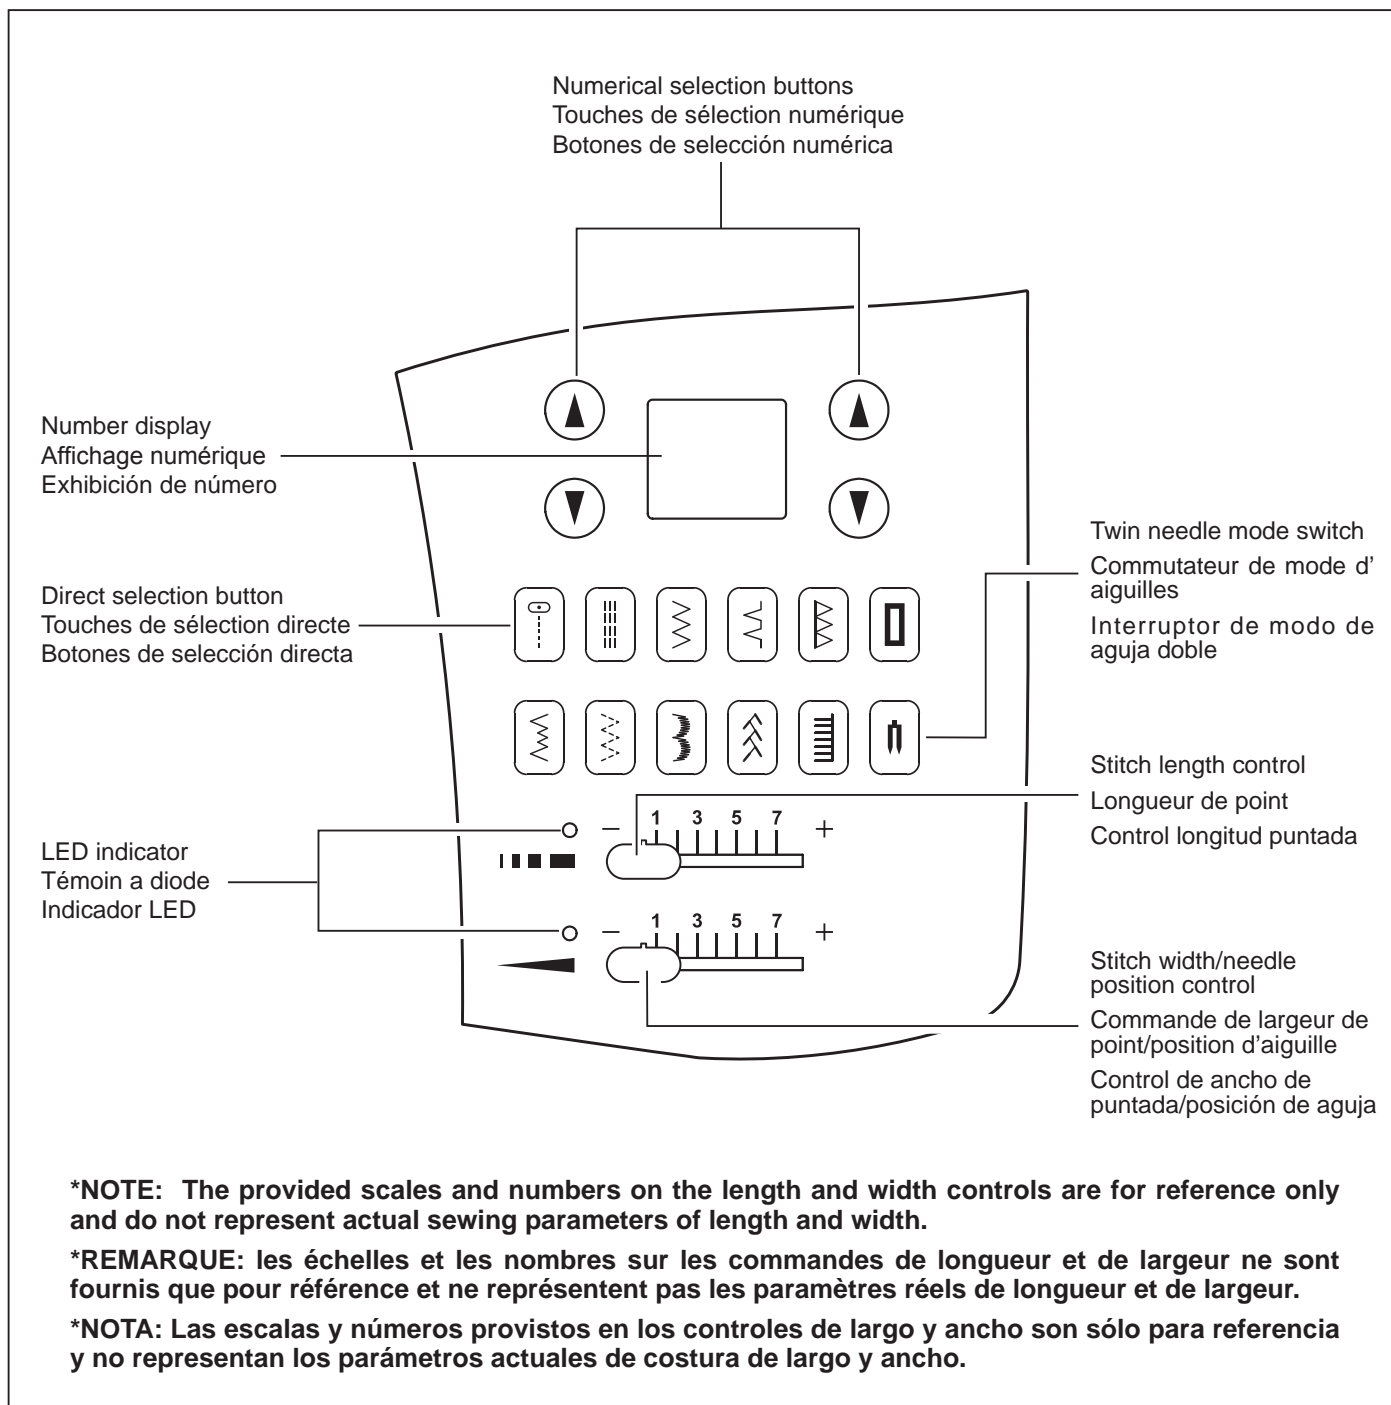 Numerical selection buttons
Touches de sélection numérique
Botones de selección numérica
Number display
Affichage numérique
Exhibición de número
Direct selection button
Touches de sélection directe
Botones de selección directa
Twin needle mode switch
Commutateur de mode d'
aiguilles
Interruptor de modo de
aguja doble
Stitch length control
Longueur de point
Control longitud puntada
1 3 5 7
− +
LED indicator
Témoin a diode
Indicador LED
1 3 5 7
− +
Stitch width/needle
position control
Commande de largeur de
point/position d'aiguille
Control de ancho de
puntada/posición de aguja
*NOTE: The provided scales and numbers on the length and width controls are for reference only
and do not represent actual sewing parameters of length and width.
*REMARQUE: les échelles et les nombres sur les commandes de longueur et de largeur ne sont
fournis que pour référence et ne représentent pas les paramètres réels de longueur et de largeur.
*NOTA: Las escalas y números provistos en los controles de largo y ancho son sólo para referencia
y no representan los parámetros actuales de costura de largo y ancho.